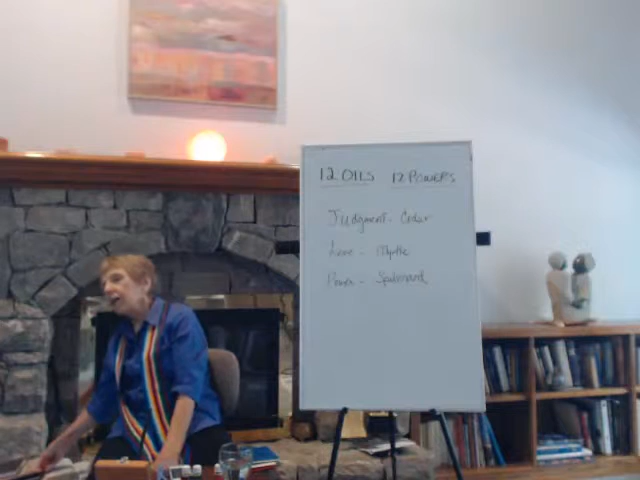 12 OILS 12 POWERS
Judgment - Cedar
Love - Myrtle
Power - Spikenard